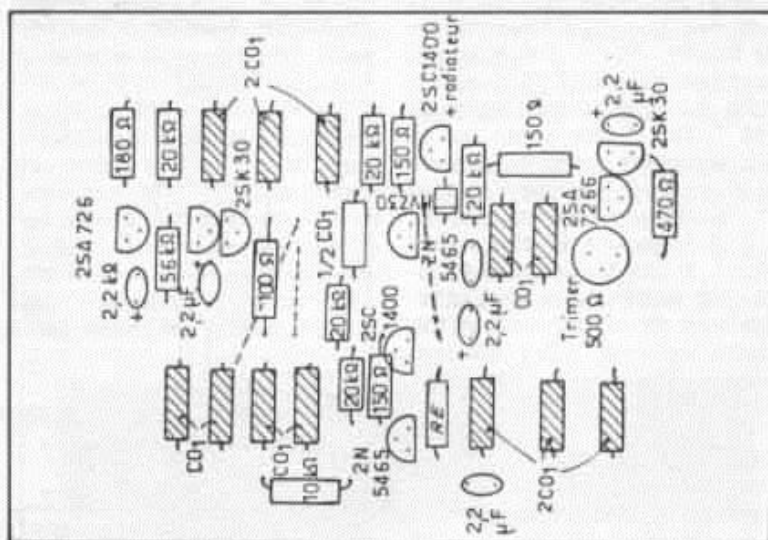 2 CO1
180 Ω
20 kΩ
2SK30
20 kΩ
150 Ω
2SC1400
+ radiateur
20 kΩ
150 Ω
+
2,2
μF
2SK30
470 Ω
2SA726
56 kΩ
2,2 kΩ
+
2,2 μF
+
100 Ω
1/2 CO1
20 kΩ
2SC
1400
2N
5465
2,2 μF
+
CO1
2SA
726G
Trimer
500 Ω
CO1
CO1
10 Ω
20 kΩ
150 Ω
2N
5465
RE
2,2
μF
2CO1